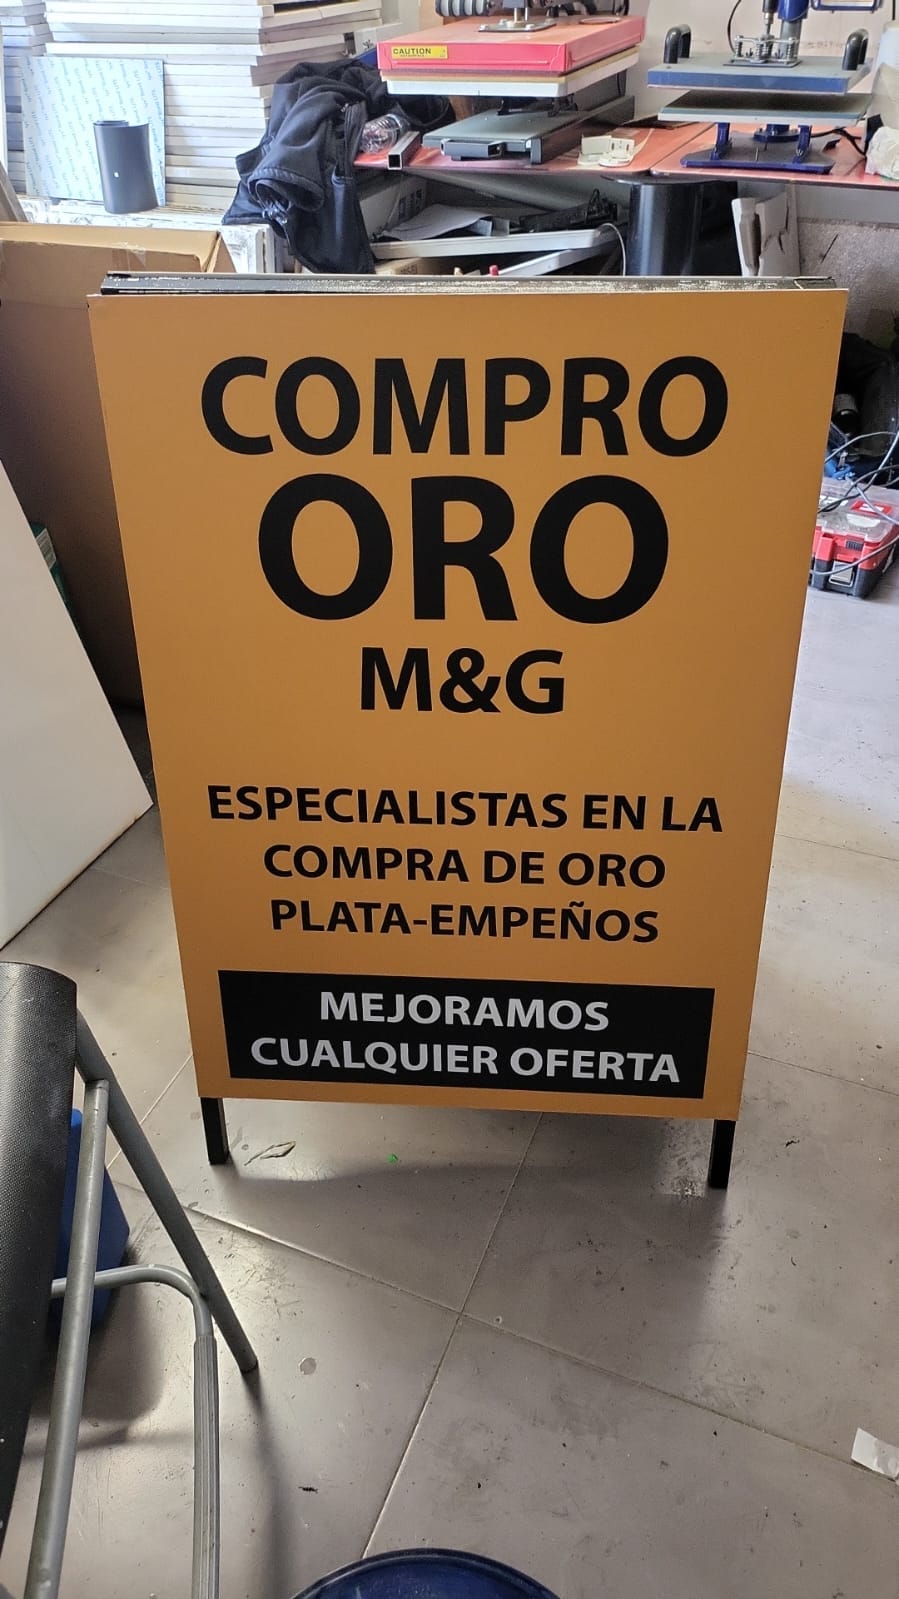 CAUTION
COMPRO
ORO
M&G
ESPECIALISTAS EN LA
COMPRA DE ORO
PLATA-EMPEÑOS
MEJORAMOS
CUALQUIER OFERTA